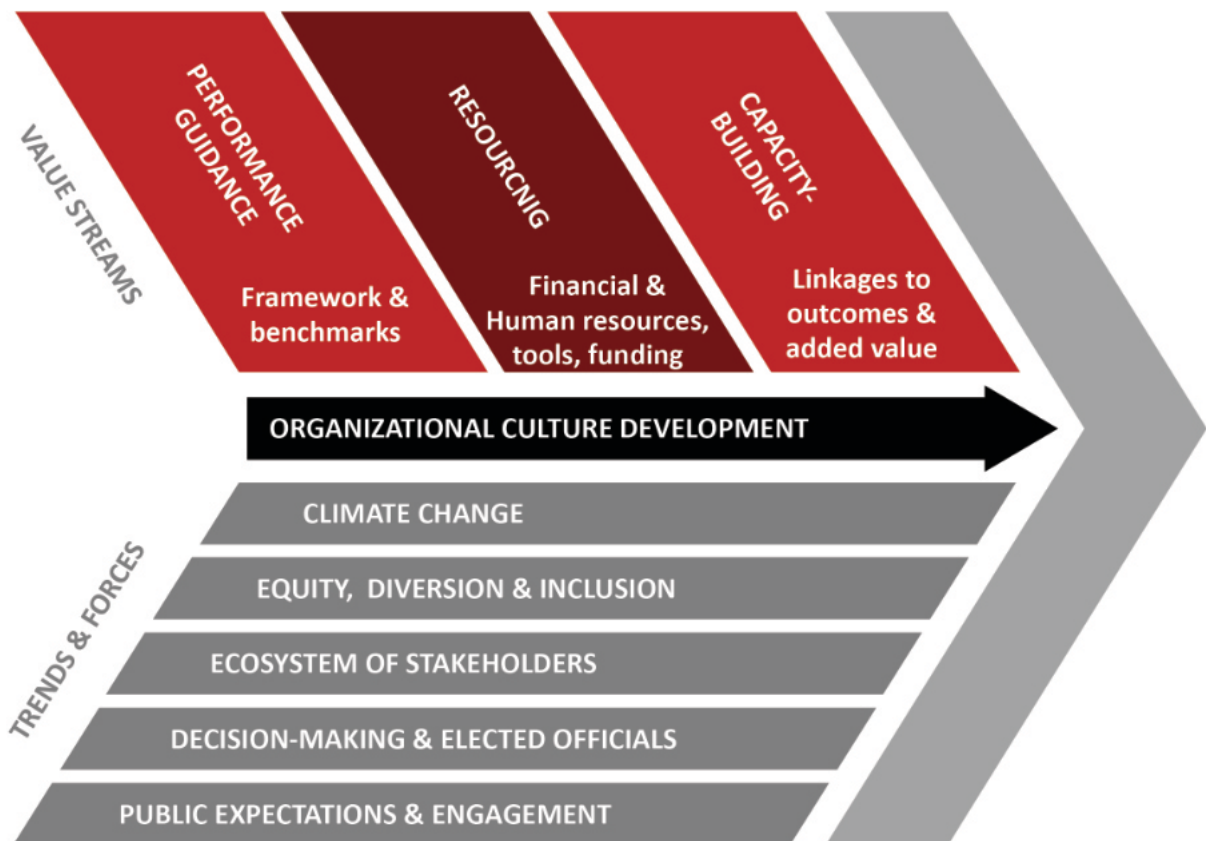 VALUE STREAMS
PERFORMANCE
GUIDANCE
Framework &
benchmarks
RESOURCNIG
Financial &
Human resources,
tools, funding
CAPACITY-
BUILDING
Linkages to
outcomes &
added value
ORGANIZATIONAL CULTURE DEVELOPMENT
TRENDS & FORCES
CLIMATE CHANGE
EQUITY, DIVERSION & INCLUSION
ECOSYSTEM OF STAKEHOLDERS
DECISION-MAKING & ELECTED OFFICIALS
PUBLIC EXPECTATIONS & ENGAGEMENT